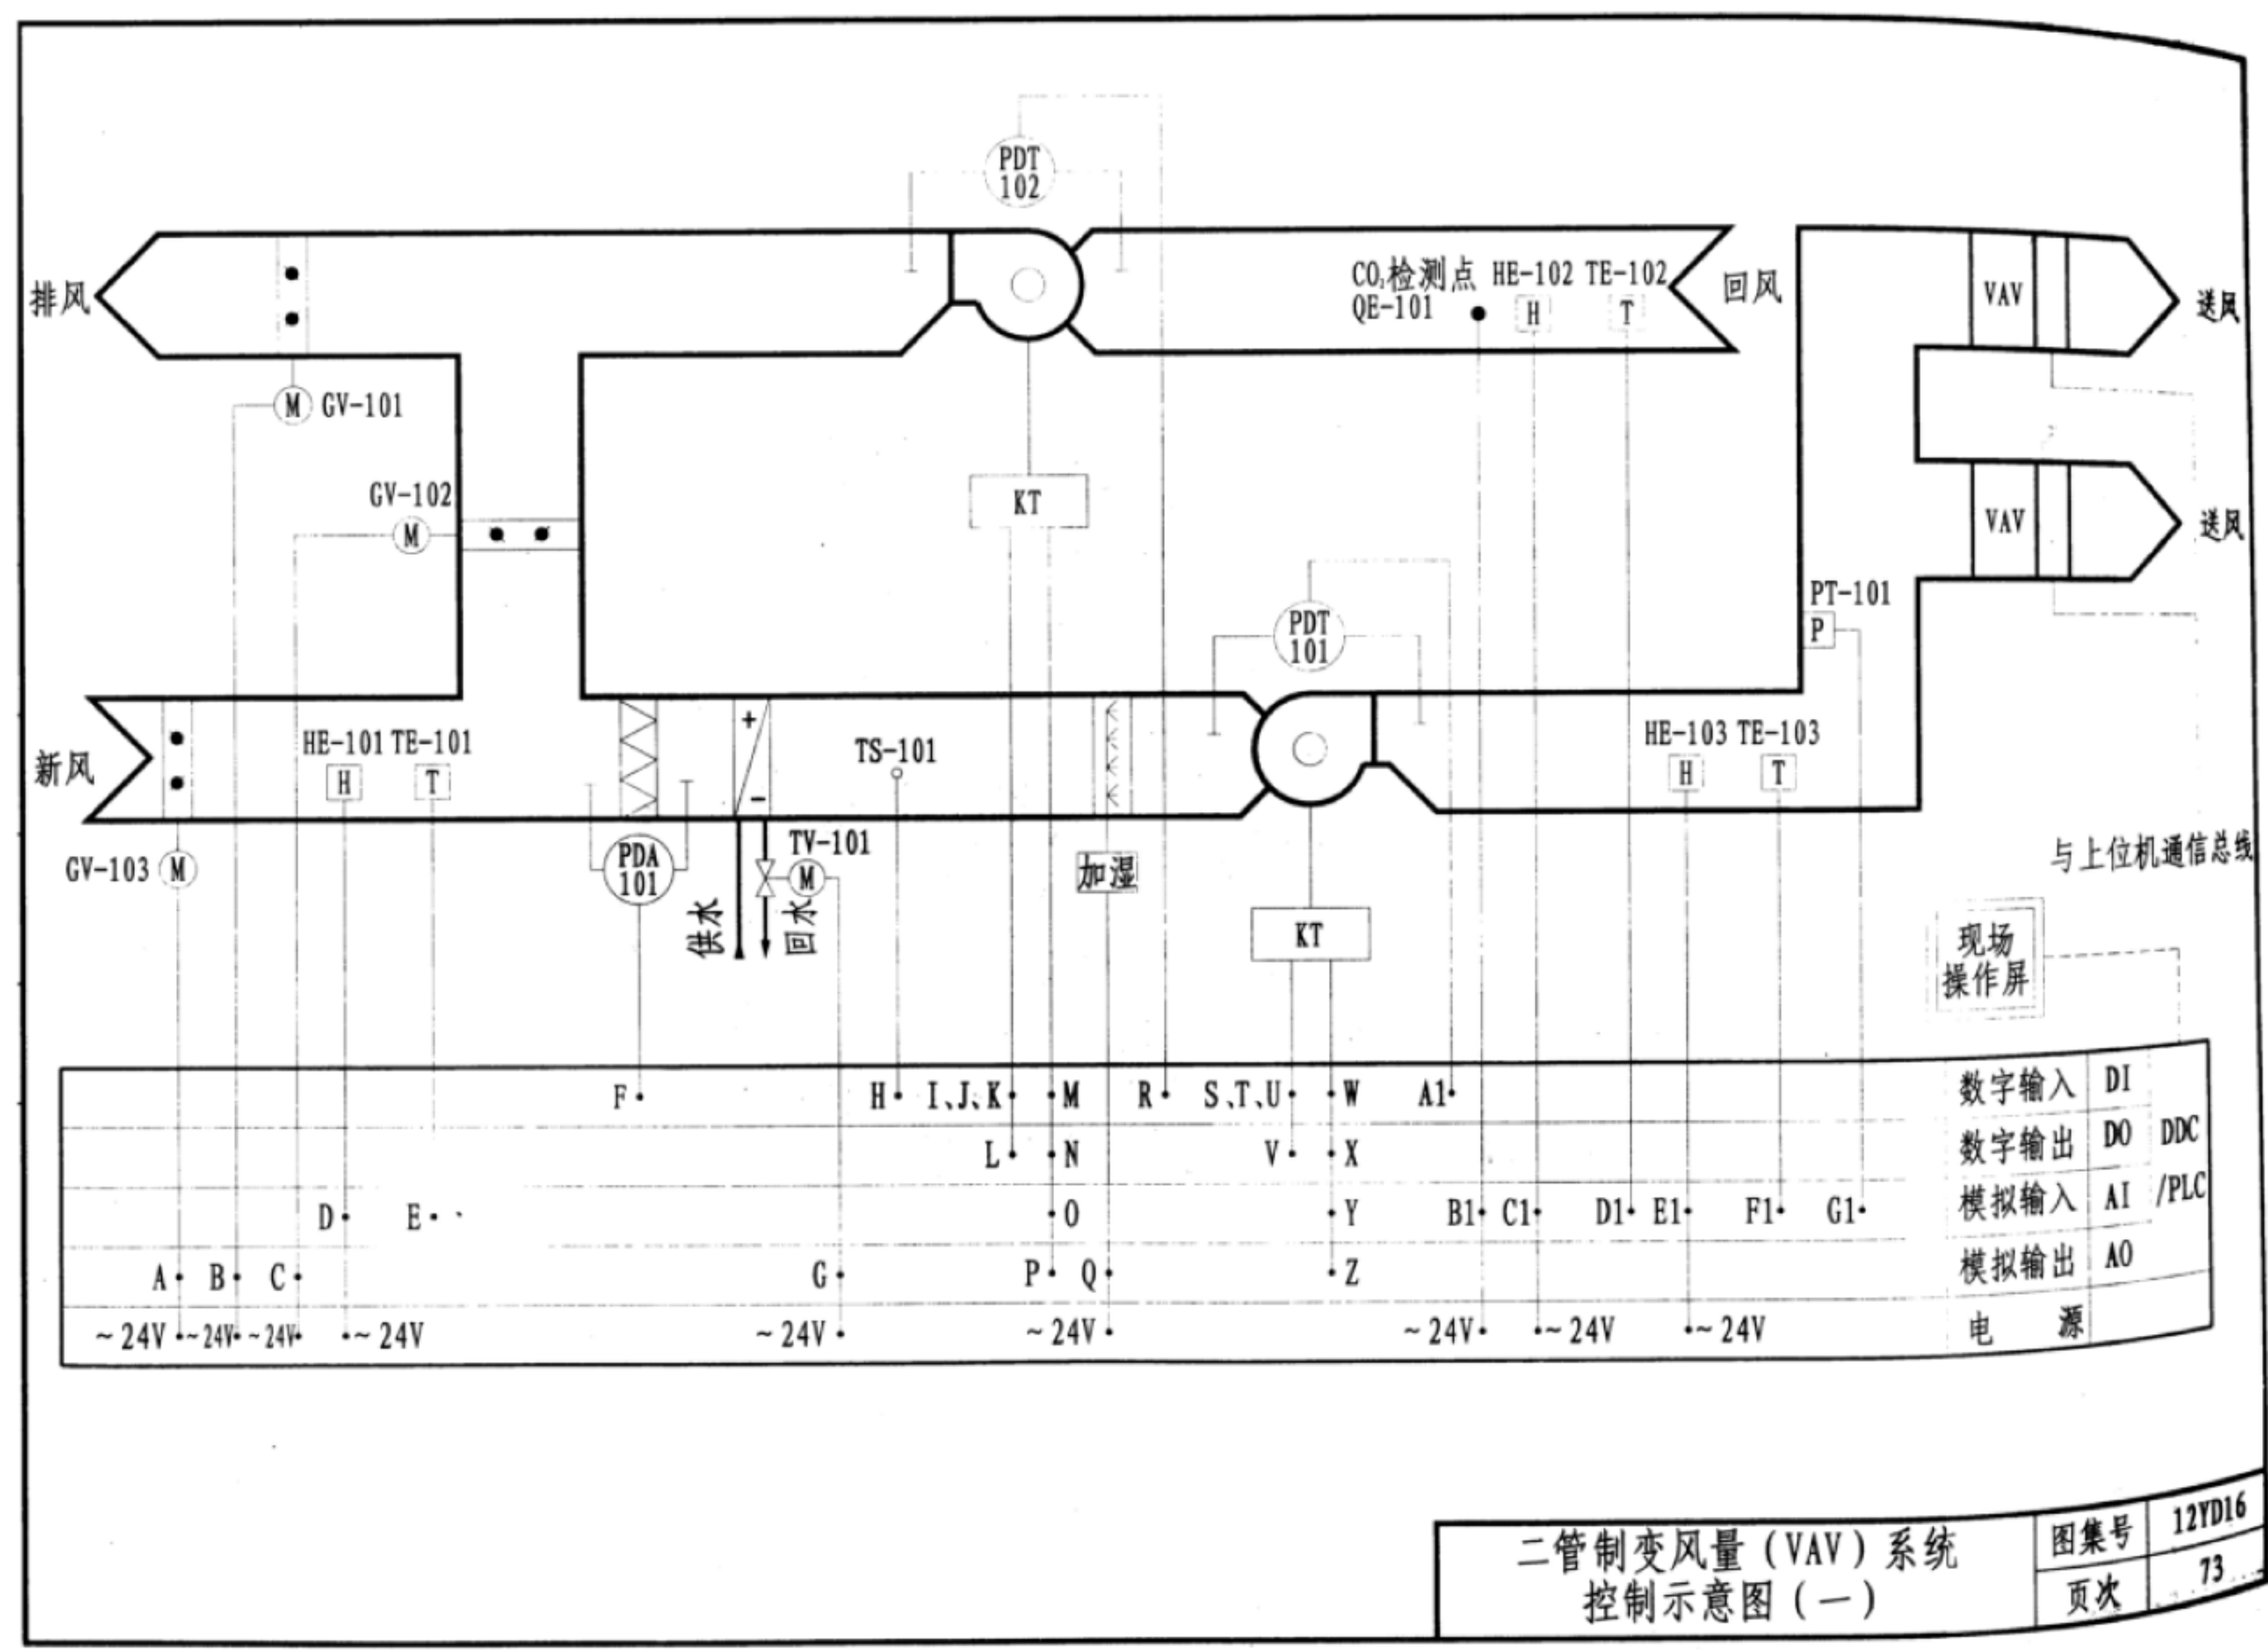 PDT
102
排风
CO₂检测点 HE-102 TE-102
QE-101
H
T
回风
VAV
送风
M
GV-101
GV-102
M
KT
VAV
送风
PT-101
P
PDT
101
新风
HE-101 TE-101
H
T
+
-
TS-101
HE-103 TE-103
H
T
GV-103
M
PDA
101
TV-101
M
供水
回水
加湿
KT
与上位机通信总线
现场
操作屏
F H I、J、K M R S、T、U W A1 数字输入 DI
L N V X 数字输出 DO DDC
D E O Y B1 C1 D1 E1 F1 G1 模拟输入 AI /PLC
A B C G P Q Z 模拟输出 AO
~24V ~24V ~24V ~24V ~24V ~24V ~24V ~24V ~24V 电源
二管制变风量(VAV)系统
控制示意图(一)
图集号 12YD16
页次 73